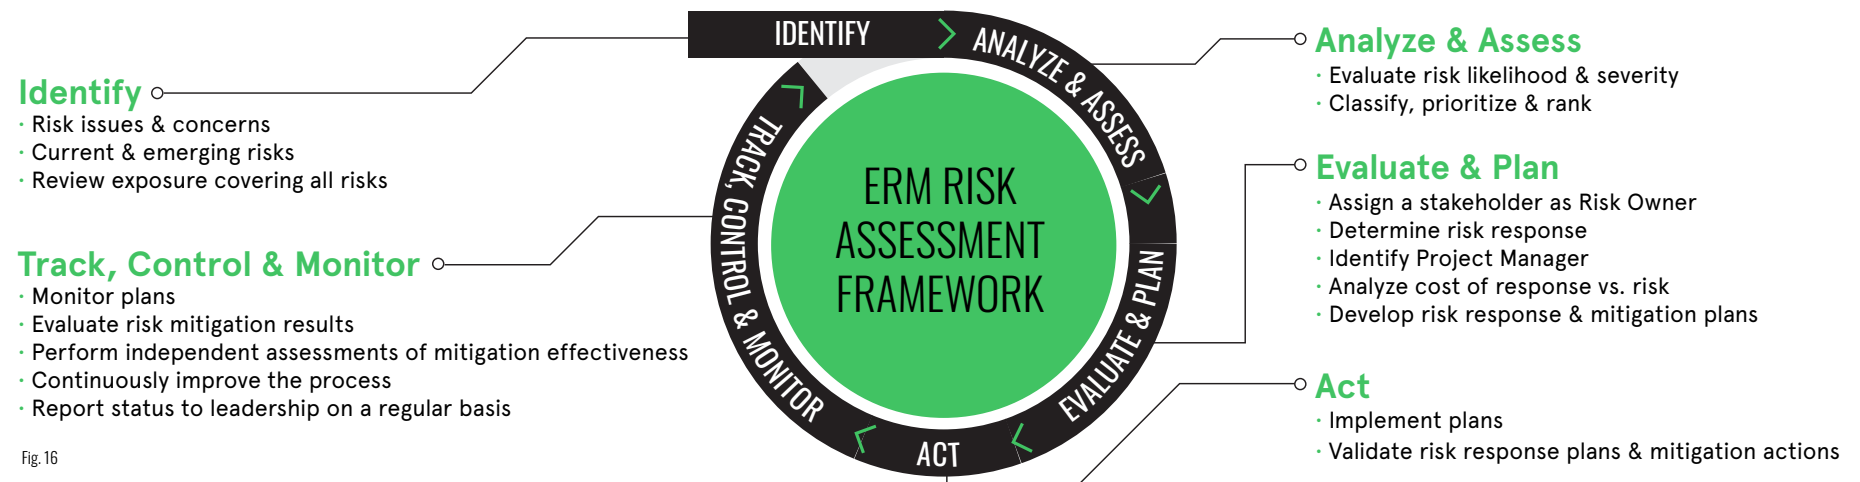 IDENTIFY
ANALYZE & ASSESS
EVALUATE & PLAN
ACT
TRACK, CONTROL & MONITOR
ERM RISK
ASSESSMENT
FRAMEWORK
Identify
· Risk issues & concerns
· Current & emerging risks
· Review exposure covering all risks
Track, Control & Monitor
· Monitor plans
· Evaluate risk mitigation results
· Perform independent assessments of mitigation effectiveness
· Continuously improve the process
· Report status to leadership on a regular basis
Fig. 16
Analyze & Assess
· Evaluate risk likelihood & severity
· Classify, prioritize & rank
Evaluate & Plan
· Assign a stakeholder as Risk Owner
· Determine risk response
· Identify Project Manager
· Analyze cost of response vs. risk
· Develop risk response & mitigation plans
Act
· Implement plans
· Validate risk response plans & mitigation actions